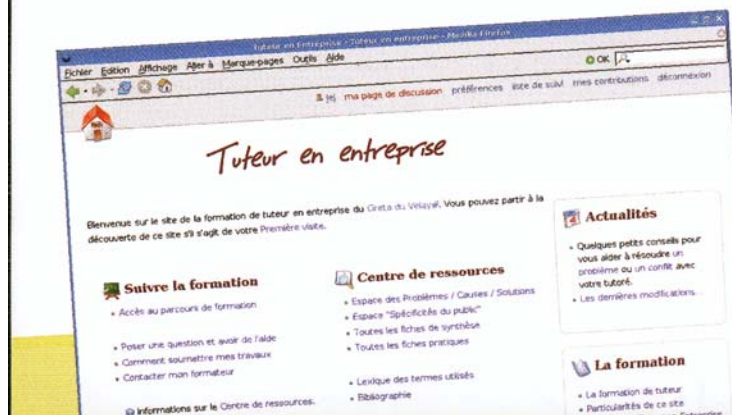 Tuteur en Entreprise - Tuteur en entreprise - Mozilla Firefox
Fichier Edition Affichage Aller à Marque-pages Outils Aide
OK
jej ma page de discussion préférences liste de suivi mes contributions déconnexion
Tuteur en entreprise
Bienvenue sur le site de la formation de tuteur en entreprise du Greta du Velay. Vous pouvez partir à la
découverte de ce site s'il s'agit de votre Première visite.
Suivre la formation
• Accès au parcours de formation
• Poser une question et avoir de l'aide
• Comment soumettre mes travaux
• Contacter mon formateur
Informations sur le Centre de ressources.
Centre de ressources
• Espace des Problèmes / Causes / Solutions
• Espace "Spécificités du public"
• Toutes les fiches de synthèse
• Toutes les fiches pratiques
• Lexique des termes utilisés
• Bibliographie
Actualités
• Quelques petits conseils pour
vous aider à résoudre un
problème ou un conflit avec
votre tutoré.
• Les dernières modifications
La formation
• La formation de tuteur
• Particularités de ce site
Entreprise